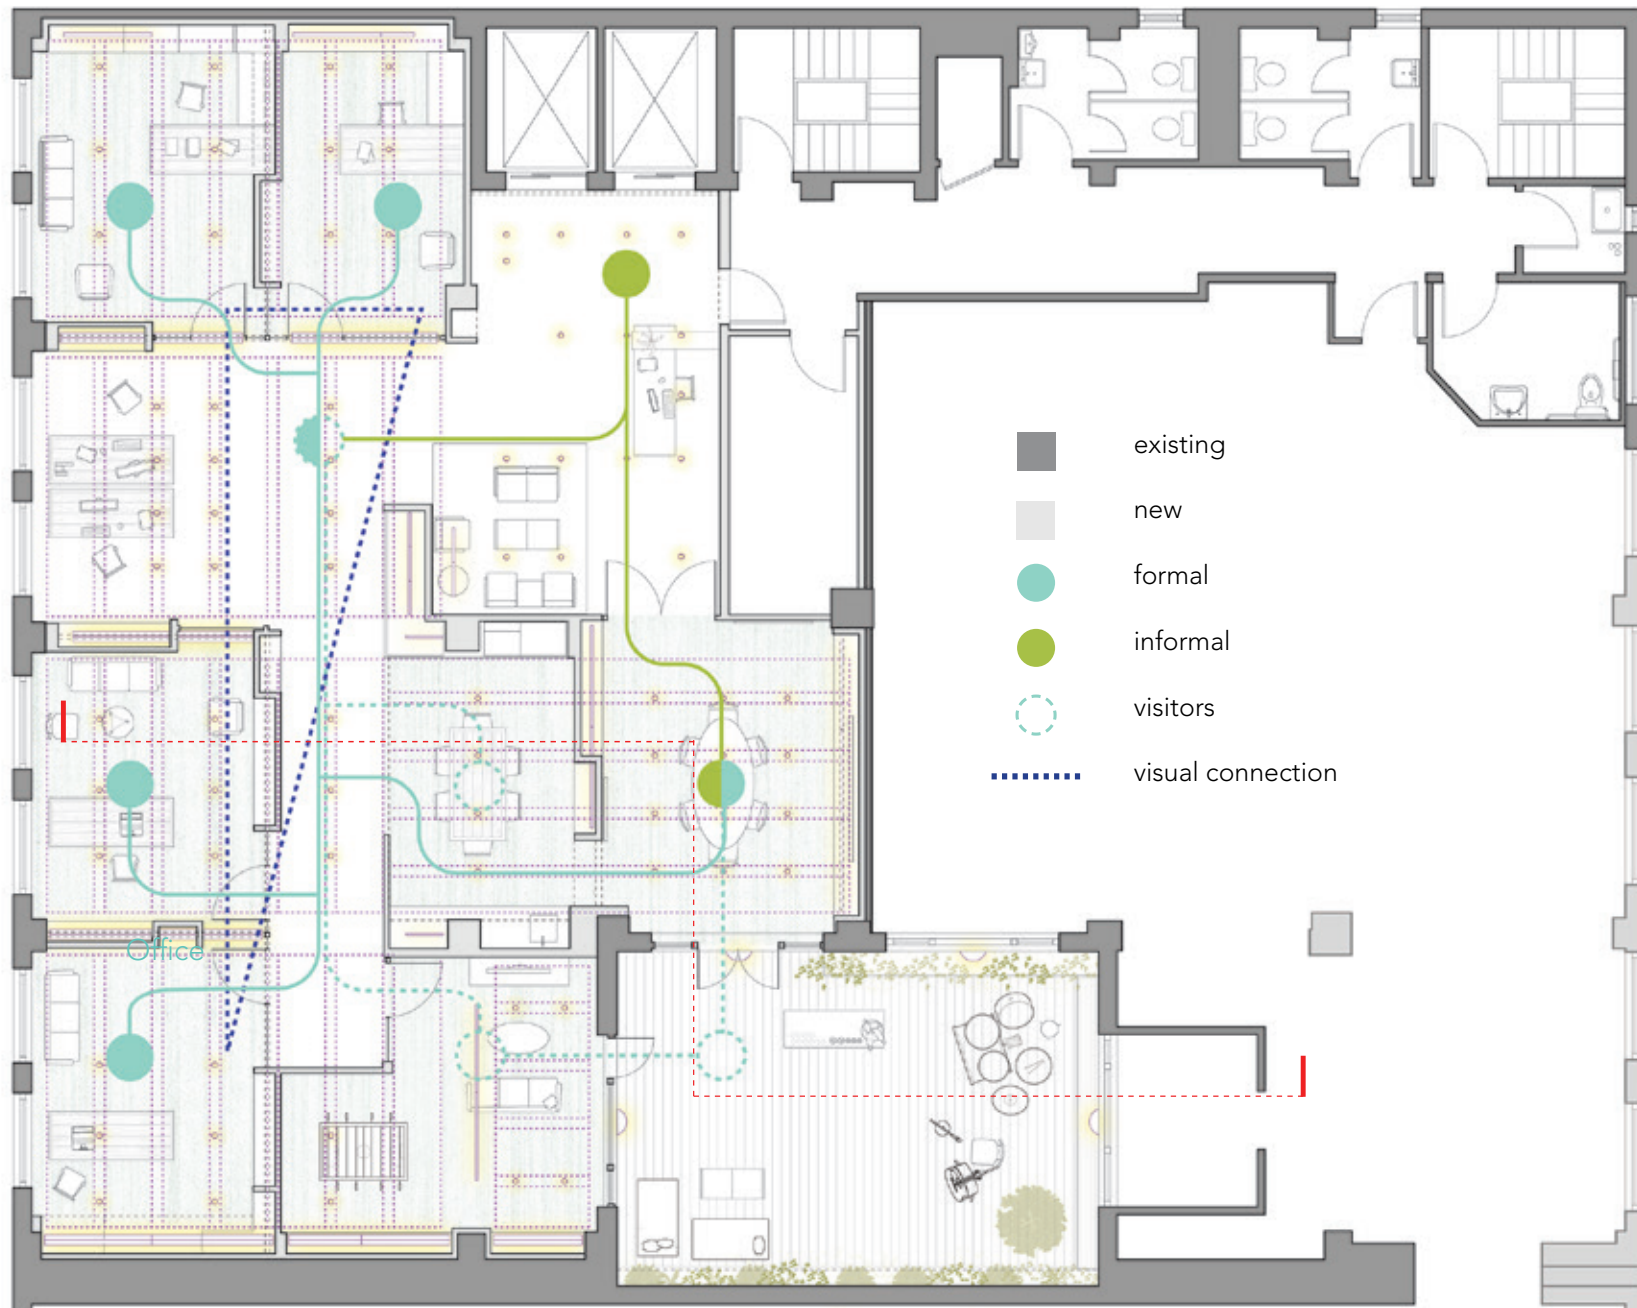 existing
new
formal
informal
visitors
visual connection
Office